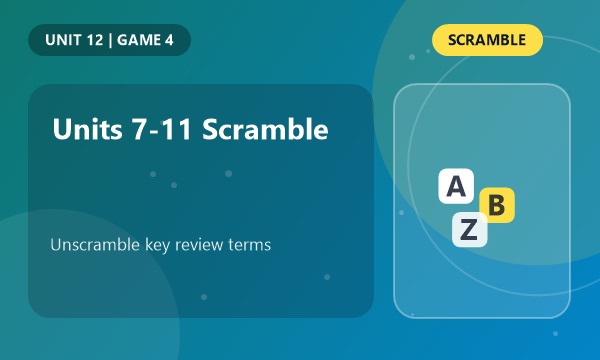 UNIT 12 | GAME 4
SCRAMBLE
Units 7-11 Scramble
Unscramble key review terms
A
B
Z